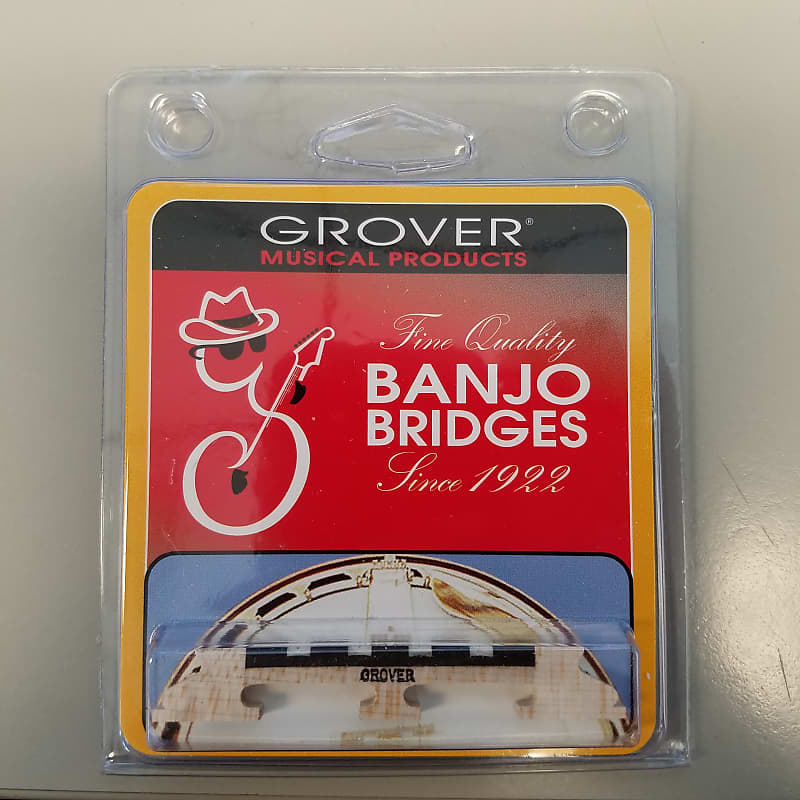 GROVER®
MUSICAL PRODUCTS
Fine Quality
BANJO
BRIDGES
Since 1922
GROVER